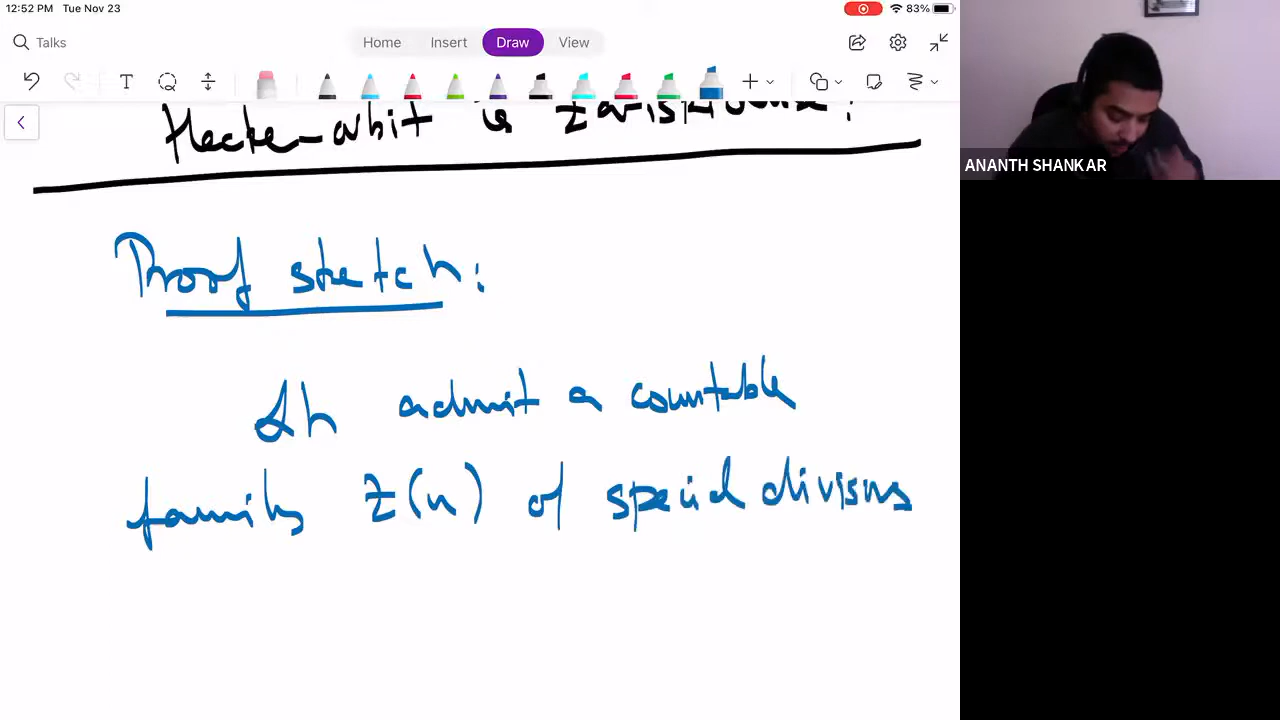 12:52 PM Tue Nov 23
83%
Talks
Home Insert Draw View
Hecke-orbit is Zariski dense.
ANANTH SHANKAR
Proof sketch:
Sh admit a countable
family Z(n) of special divisors